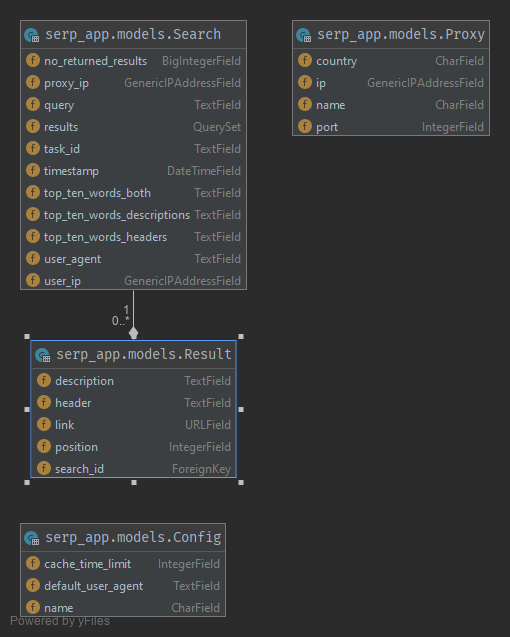 serp_app.models.Search
no_returned_results BigIntegerField
proxy_ip GenericIPAddressField
query TextField
results QuerySet
task_id TextField
timestamp DateTimeField
top_ten_words_both TextField
top_ten_words_descriptions TextField
top_ten_words_headers TextField
user_agent TextField
user_ip GenericIPAddressField
serp_app.models.Proxy
country CharField
ip GenericIPAddressField
name CharField
port IntegerField
1
0..*
serp_app.models.Result
description TextField
header TextField
link URLField
position IntegerField
search_id ForeignKey
serp_app.models.Config
cache_time_limit IntegerField
default_user_agent TextField
name CharField
Powered by yFiles